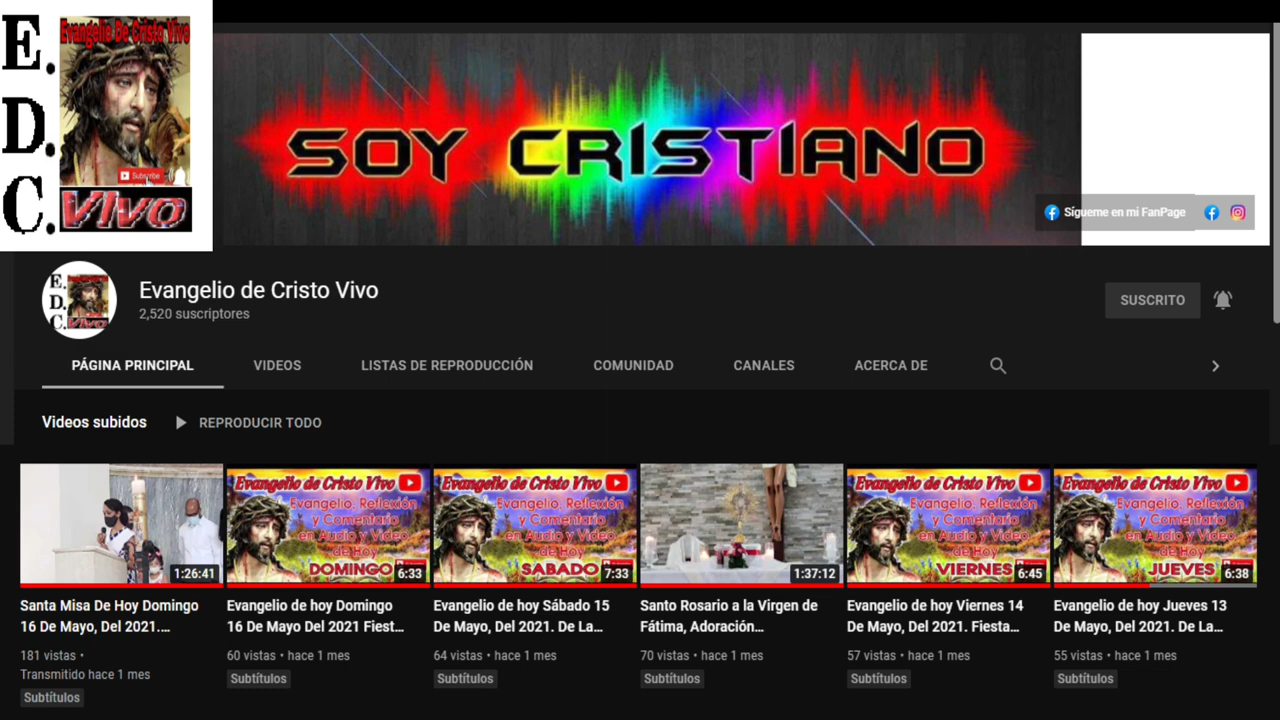 E.
D.
C.
Evangelio De Cristo Vivo
Subscribe
Vivo
SOY CRISTIANO
Sígueme en mi FanPage
E.
D.
C.
Vivo
Evangelio de Cristo Vivo
2,520 suscriptores
SUSCRITO
PÁGINA PRINCIPAL
VIDEOS
LISTAS DE REPRODUCCIÓN
COMUNIDAD
CANALES
ACERCA DE
Videos subidos
REPRODUCIR TODO
1:26:41
Santa Misa De Hoy Domingo
16 De Mayo, Del 2021....
181 vistas •
Transmitido hace 1 mes
Subtítulos
Evangelio de Cristo Vivo
Evangelio, Reflexión
y Comentario
en Audio y Video
de Hoy
DOMINGO
6:33
Evangelio de hoy Domingo
16 De Mayo Del 2021 Fiest...
60 vistas • hace 1 mes
Subtítulos
Evangelio de Cristo Vivo
Evangelio, Reflexión
y Comentario
en Audio y Video
de Hoy
SABADO
7:33
Evangelio de hoy Sábado 15
De Mayo, Del 2021. De La...
64 vistas • hace 1 mes
Subtítulos
1:37:12
Santo Rosario a la Virgen de
Fátima, Adoración...
70 vistas • hace 1 mes
Subtítulos
Evangelio de Cristo Vivo
Evangelio, Reflexión
y Comentario
en Audio y Video
de Hoy
VIERNES
6:45
Evangelio de hoy Viernes 14
De Mayo, Del 2021. Fiesta...
57 vistas • hace 1 mes
Subtítulos
Evangelio de Cristo Vivo
Evangelio, Reflexión
y Comentario
en Audio y Video
de Hoy
JUEVES
6:38
Evangelio de hoy Jueves 13
De Mayo, Del 2021. De La...
55 vistas • hace 1 mes
Subtítulos